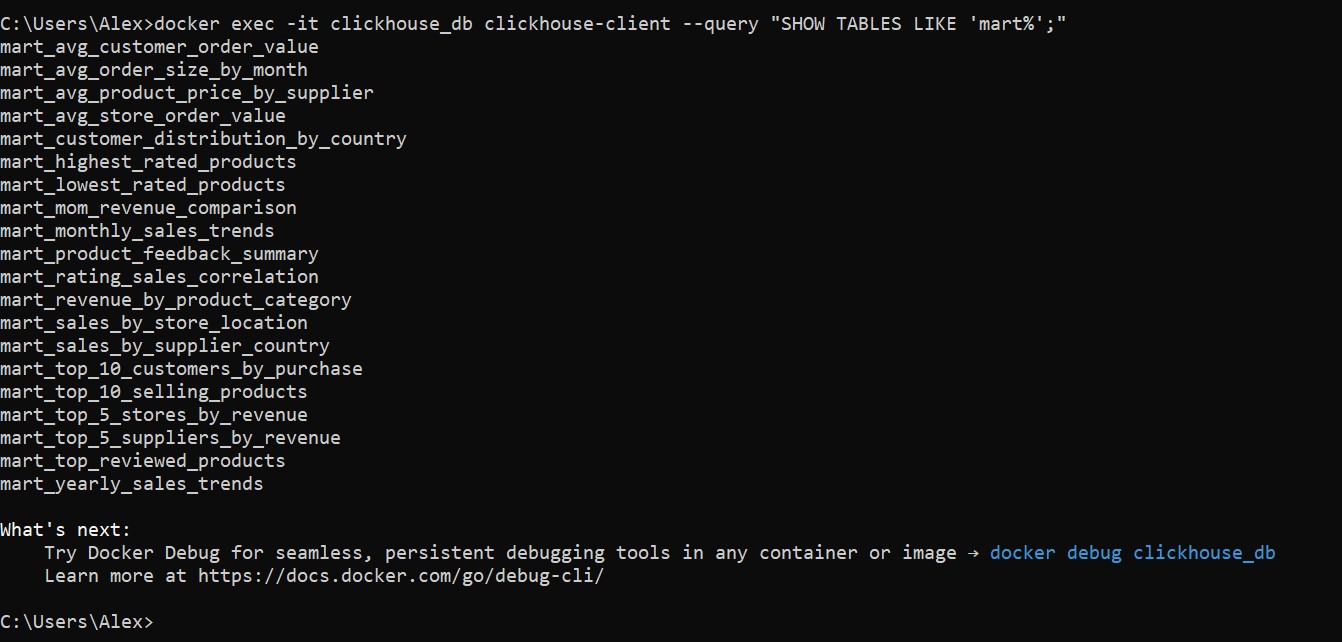 C:\Users\Alex>docker exec -it clickhouse_db clickhouse-client --query "SHOW TABLES LIKE 'mart%';"
mart_avg_customer_order_value
mart_avg_order_size_by_month
mart_avg_product_price_by_supplier
mart_avg_store_order_value
mart_customer_distribution_by_country
mart_highest_rated_products
mart_lowest_rated_products
mart_mom_revenue_comparison
mart_monthly_sales_trends
mart_product_feedback_summary
mart_rating_sales_correlation
mart_revenue_by_product_category
mart_sales_by_store_location
mart_sales_by_supplier_country
mart_top_10_customers_by_purchase
mart_top_10_selling_products
mart_top_5_stores_by_revenue
mart_top_5_suppliers_by_revenue
mart_top_reviewed_products
mart_yearly_sales_trends
What's next:
Try Docker Debug for seamless, persistent debugging tools in any container or image → docker debug clickhouse_db
Learn more at https://docs.docker.com/go/debug-cli/
C:\Users\Alex>